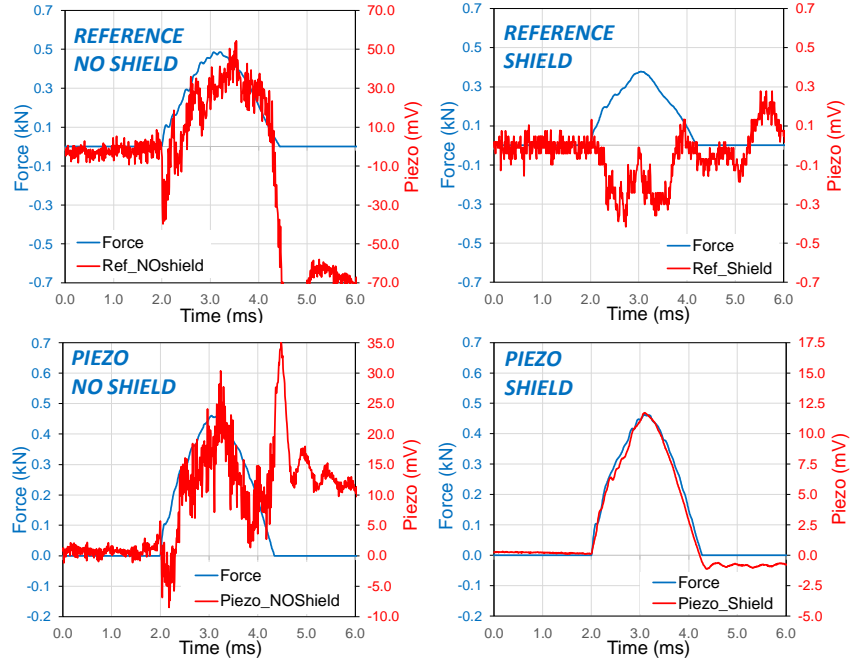 REFERENCE
NO SHIELD
0.7
0.5
0.3
0.1
-0.1
-0.3
-0.5
-0.7
Force (kN)
70.0
50.0
30.0
10.0
-10.0
-30.0
-50.0
-70.0
Piezo (mV)
Force
Ref_NOshield
0.0 1.0 2.0 3.0 4.0 5.0 6.0
Time (ms)
REFERENCE
SHIELD
0.7
0.5
0.3
0.1
-0.1
-0.3
-0.5
-0.7
Force (kN)
0.7
0.5
0.3
0.1
-0.1
-0.3
-0.5
-0.7
Piezo (mV)
Force
Ref_Shield
0.0 1.0 2.0 3.0 4.0 5.0 6.0
Time (ms)
PIEZO
NO SHIELD
0.7
0.6
0.5
0.4
0.3
0.2
0.1
0.0
-0.1
-0.2
Force (kN)
35.0
30.0
25.0
20.0
15.0
10.0
5.0
0.0
-5.0
-10.0
Piezo (mV)
Force
Piezo_NOShield
0.0 1.0 2.0 3.0 4.0 5.0 6.0
Time (ms)
PIEZO
SHIELD
0.7
0.6
0.5
0.4
0.3
0.2
0.1
0.0
-0.1
-0.2
Force (kN)
17.5
15.0
12.5
10.0
7.5
5.0
2.5
0.0
-2.5
-5.0
Piezo (mV)
Force
Piezo_Shield
0.0 1.0 2.0 3.0 4.0 5.0 6.0
Time (ms)